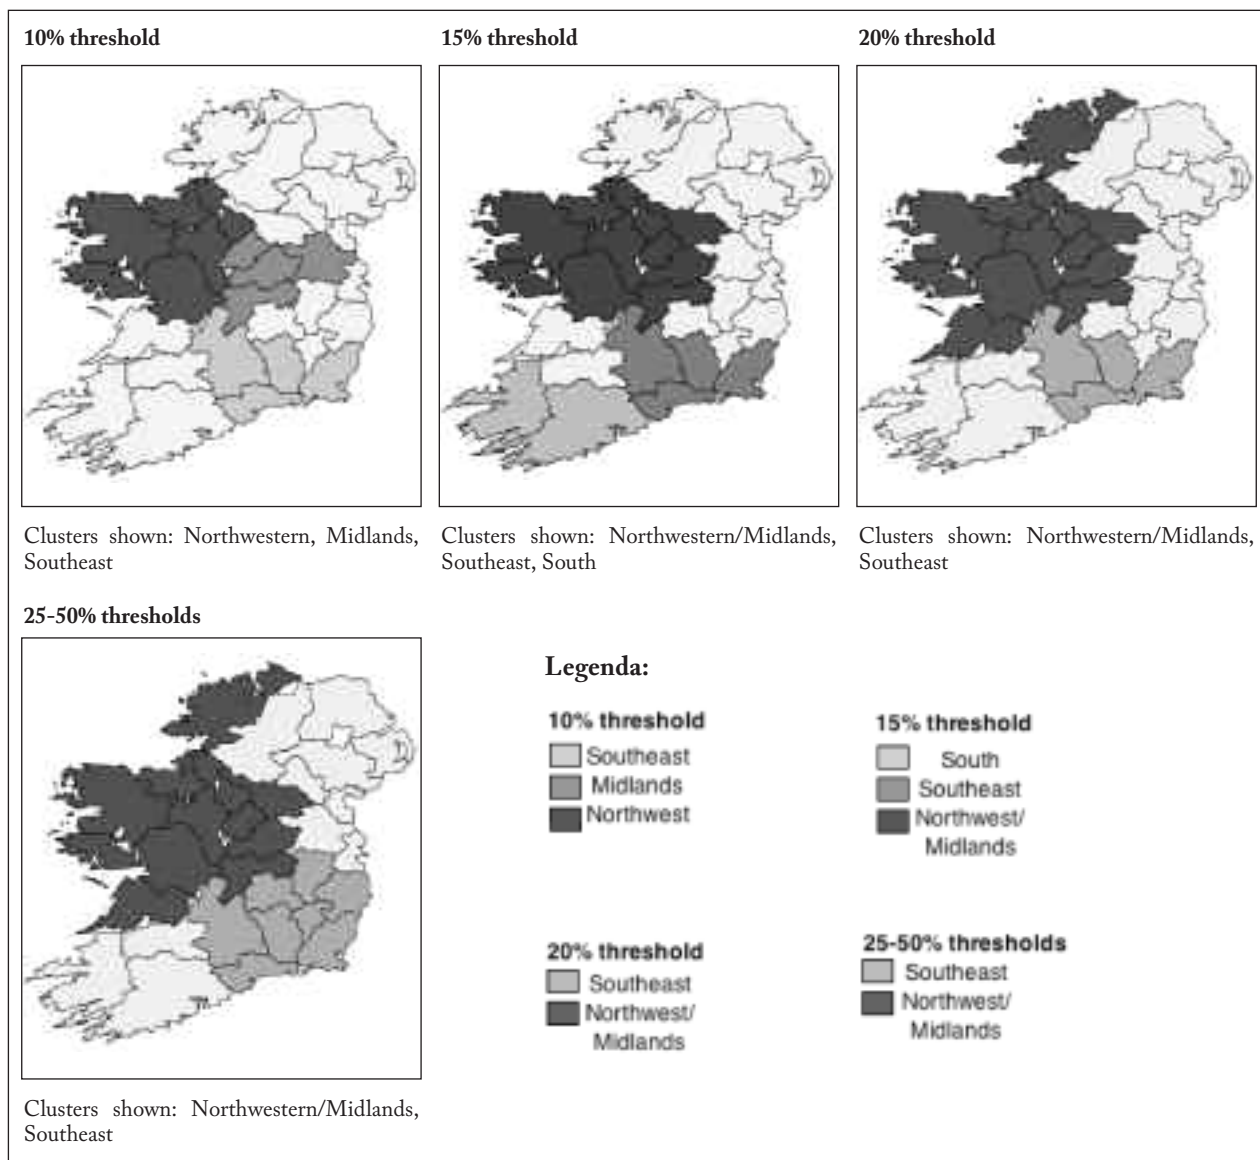 10% threshold
15% threshold
20% threshold
Clusters shown: Northwestern, Midlands,
Southeast
Clusters shown: Northwestern/Midlands,
Southeast, South
Clusters shown: Northwestern/Midlands,
Southeast
25-50% thresholds
Clusters shown: Northwestern/Midlands,
Southeast
Legenda:
10% threshold
Southeast
Midlands
Northwest
15% threshold
South
Southeast
Northwest/
Midlands
20% threshold
Southeast
Northwest/
Midlands
25-50% thresholds
Southeast
Northwest/
Midlands